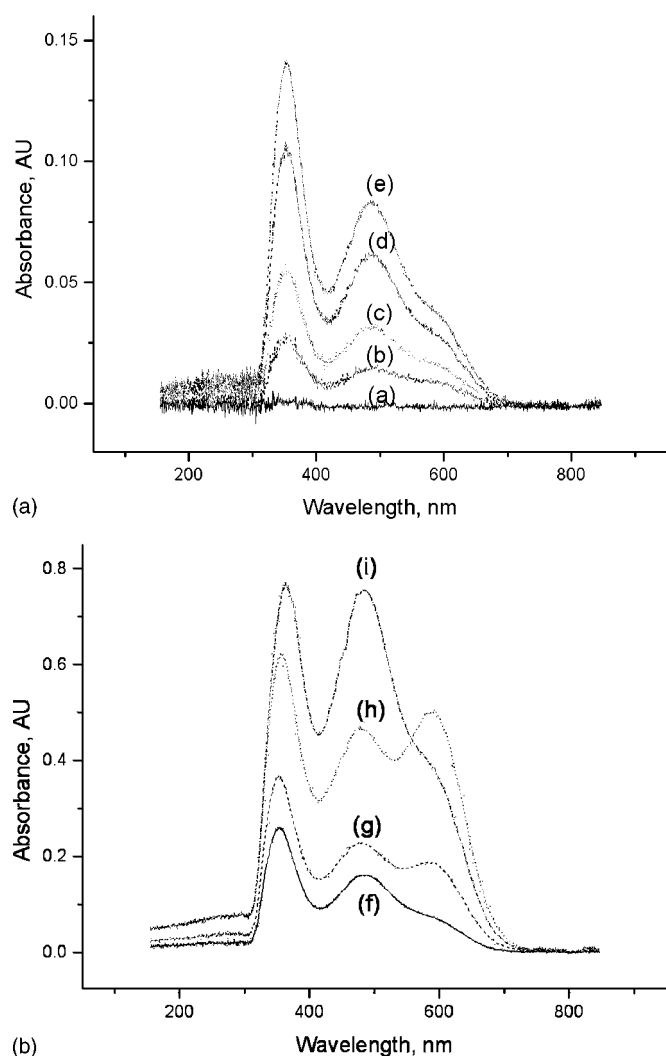 0.15
0.10
0.05
0.00
Absorbance, AU
(e)
(d)
(c)
(b)
(a)
200 400 600 800
Wavelength, nm
(a)
0.8
0.6
0.4
0.2
0.0
Absorbance, AU
(i)
(h)
(g)
(f)
200 400 600 800
Wavelength, nm
(b)